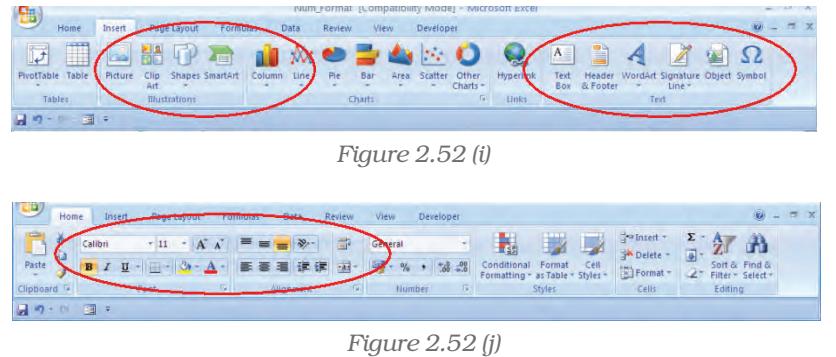 Num_Format [Compatibility Mode] - Microsoft Excel
Home Insert Page Layout Formulas Data Review View Developer
PivotTable Table Picture Clip Art Shapes SmartArt Column Line Pie Bar Area Scatter Other Charts Hyperlink Text Box Header & Footer WordArt Signature Line Object Symbol
Tables Illustrations Charts Links Text
Figure 2.52 (i)
Home Insert Page Layout Formulas Data Review View Developer
Calibri 11 A A General
Paste B I U A % , Conditional Formatting Format as Table Cell Styles Insert Delete Format Σ Sort & Filter Find & Select
Clipboard Font Alignment Number Styles Cells Editing
Figure 2.52 (j)